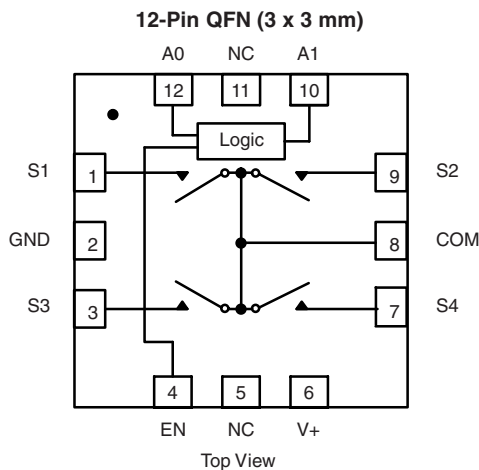 12-Pin QFN (3 x 3 mm)
A0 NC A1
12 11 10
Logic
S1 1 9 S2
GND 2 8 COM
S3 3 7 S4
4 5 6
EN NC V+
Top View